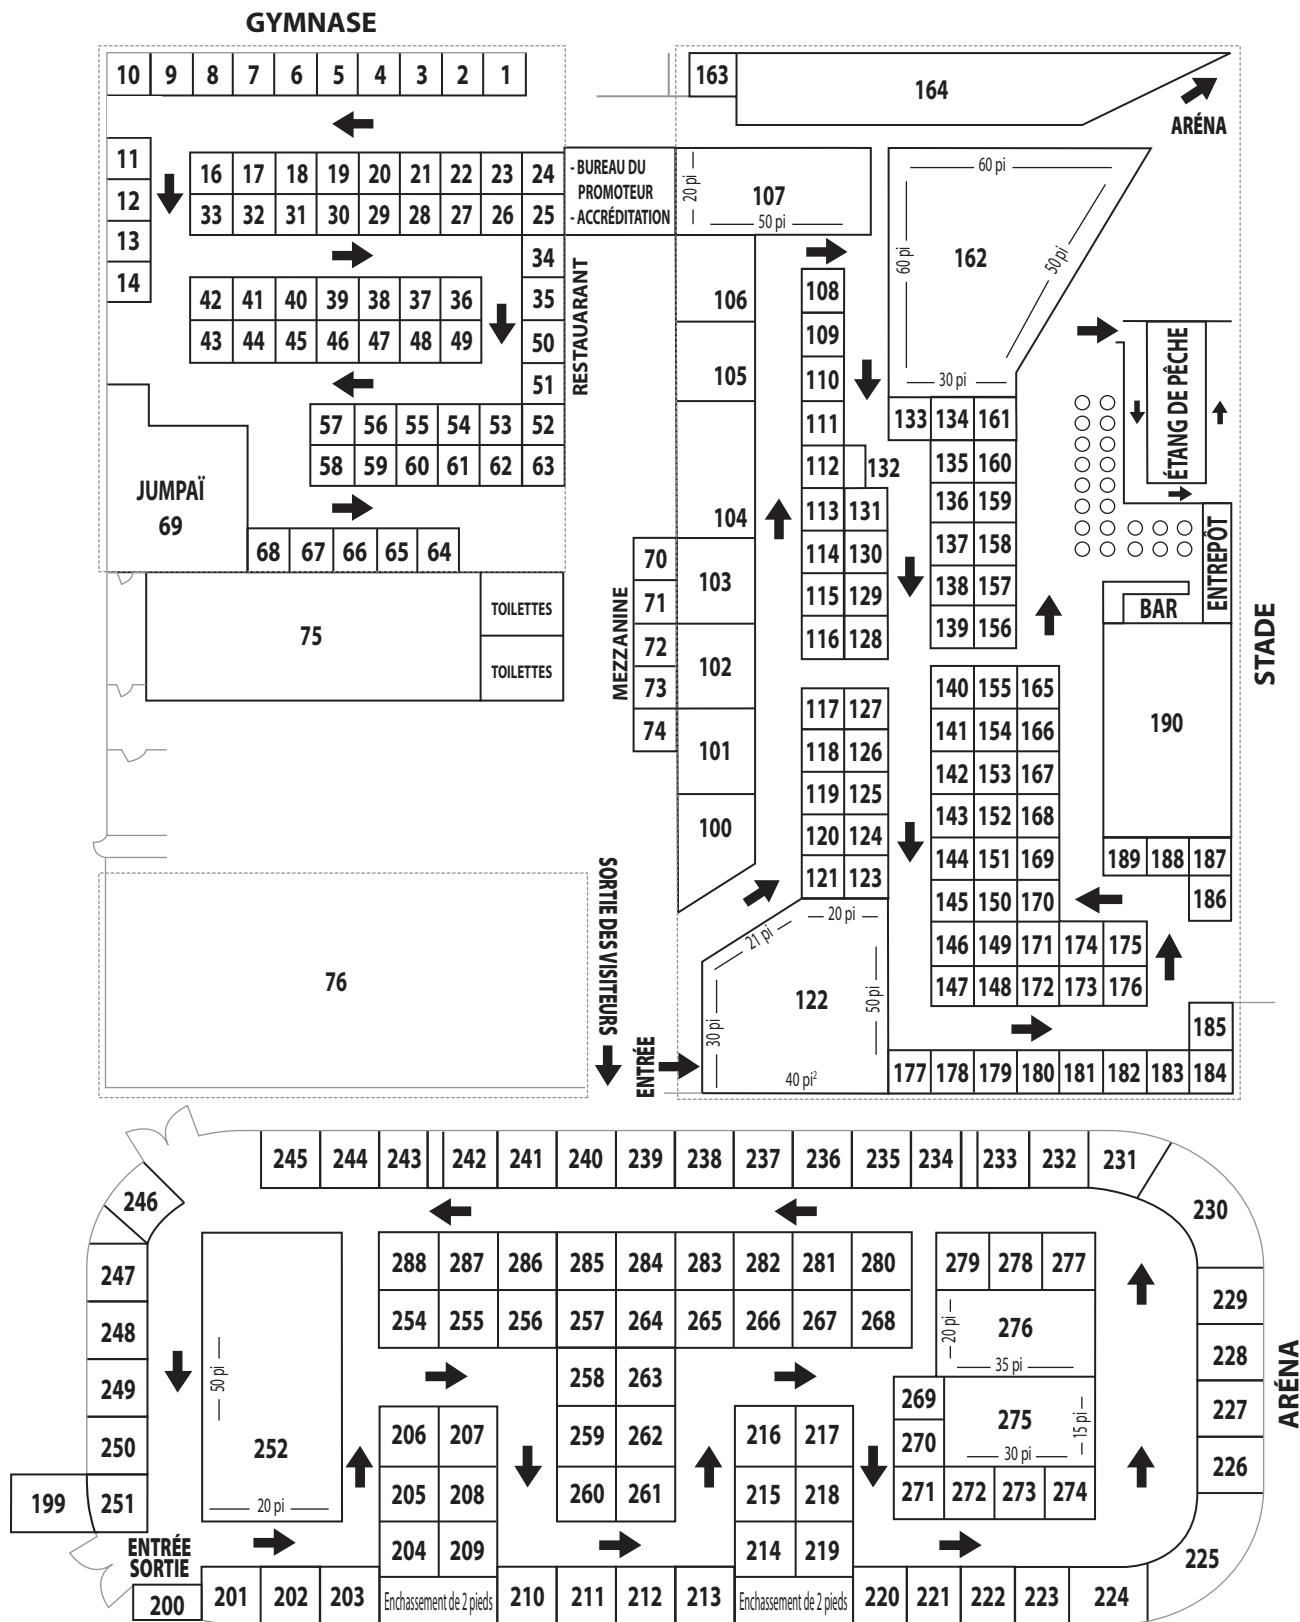 GYMNASE
10 9 8 7 6 5 4 3 2 1
11
12
13
14
16 17 18 19 20 21 22 23 24
33 32 31 30 29 28 27 26 25
34
35
42 41 40 39 38 37 36
43 44 45 46 47 48 49
50
51
57 56 55 54 53 52
58 59 60 61 62 63
RESTAUARANT
JUMPAÏ
69
68 67 66 65 64
75
TOILETTES
TOILETTES
76
- BUREAU DU
PROMOTEUR
- ACCRÉDITATION
SORTIE DES VISITEURS
ENTRÉE
MEZZANINE
70
71
72
73
74
163
164
ARÉNA
20 pi
107
50 pi
106
105
104
103
102
101
100
108
109
110
111
112 132
113 131
114 130
115 129
116 128
117 127
118 126
119 125
120 124
121 123
20 pi
21 pi
122
30 pi
50 pi
40 pi²
60 pi
60 pi
162
50 pi
30 pi
133 134 161
135 160
136 159
137 158
138 157
139 156
140 155 165
141 154 166
142 153 167
143 152 168
144 151 169
145 150 170
146 149 171 174 175
147 148 172 173 176
ÉTANG DE PÊCHE
ENTREPÔT
BAR
190
STADE
189 188 187
186
185
177 178 179 180 181 182 183 184
245 244 243 242 241 240 239 238 237 236 235 234 233 232 231
230
246
247
248
249
250
199 251
50 pi
252
20 pi
288 287 286 285 284 283 282 281 280
254 255 256 257 264 265 266 267 268
258 263
259 262
260 261
206 207
205 208
204 209
216 217
215 218
214 219
279 278 277
20 pi
276
35 pi
269
270
275
15 pi
30 pi
271 272 273 274
229
228
227
226
225
ARÉNA
ENTRÉE
SORTIE
200 201 202 203 Enchassement de 2 pieds 210 211 212 213 Enchassement de 2 pieds 220 221 222 223 224